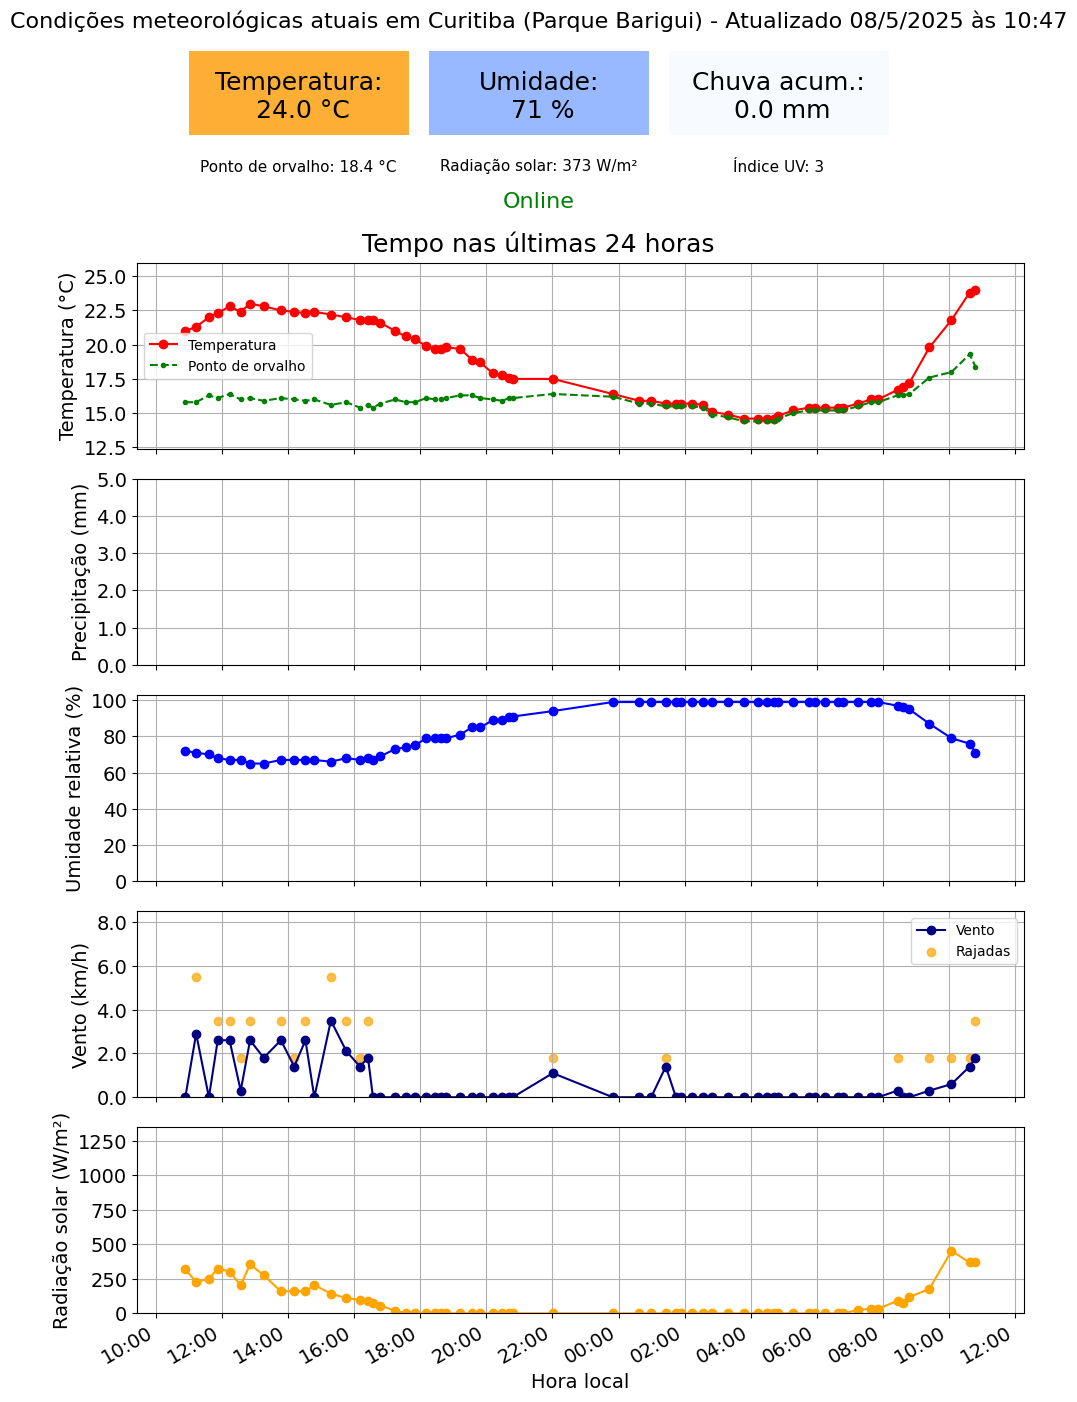 Condições meteorológicas atuais em Curitiba (Parque Barigui) - Atualizado 08/5/2025 às 10:47
Temperatura:
24.0 °C
Umidade:
71 %
Chuva acum.:
0.0 mm
Ponto de orvalho: 18.4 °C
Radiação solar: 373 W/m²
Índice UV: 3
Online
Tempo nas últimas 24 horas
Temperatura (°C)
25.0
22.5
20.0
17.5
15.0
12.5
Temperatura
Ponto de orvalho
Precipitação (mm)
5.0
4.0
3.0
2.0
1.0
0.0
Umidade relativa (%)
100
80
60
40
20
0
Vento (km/h)
8.0
6.0
4.0
2.0
0.0
Vento
Rajadas
Radiação solar (W/m²)
1250
1000
750
500
250
0
10:00
12:00
14:00
16:00
18:00
20:00
22:00
00:00
02:00
04:00
06:00
08:00
10:00
12:00
Hora local